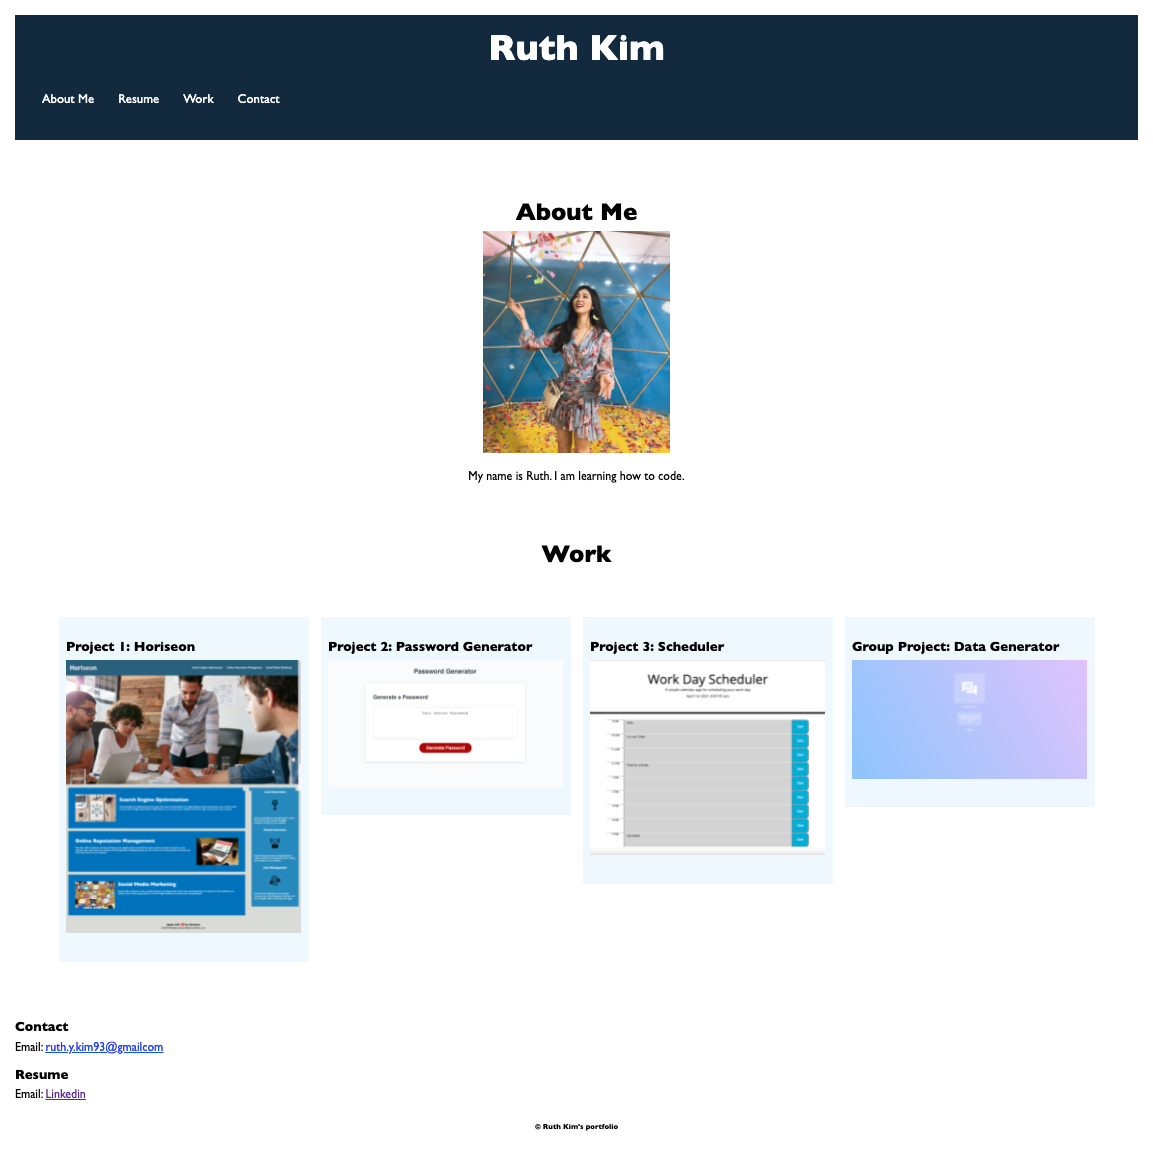 Ruth Kim
About Me Resume Work Contact
About Me
My name is Ruth. I am learning how to code.
Work
Project 1: Horiseon
Horiseon
Search Engine Optimization
Online Reputation Management
Social Media Marketing
Project 2: Password Generator
Password Generator
Generate a Password
Your Secure Password
Generate Password
Project 3: Scheduler
Work Day Scheduler
A simple calendar app for scheduling your work day
Group Project: Data Generator
Contact
Email: ruth.y.kim93@gmailcom
Resume
Email: Linkedin
© Ruth Kim's portfolio